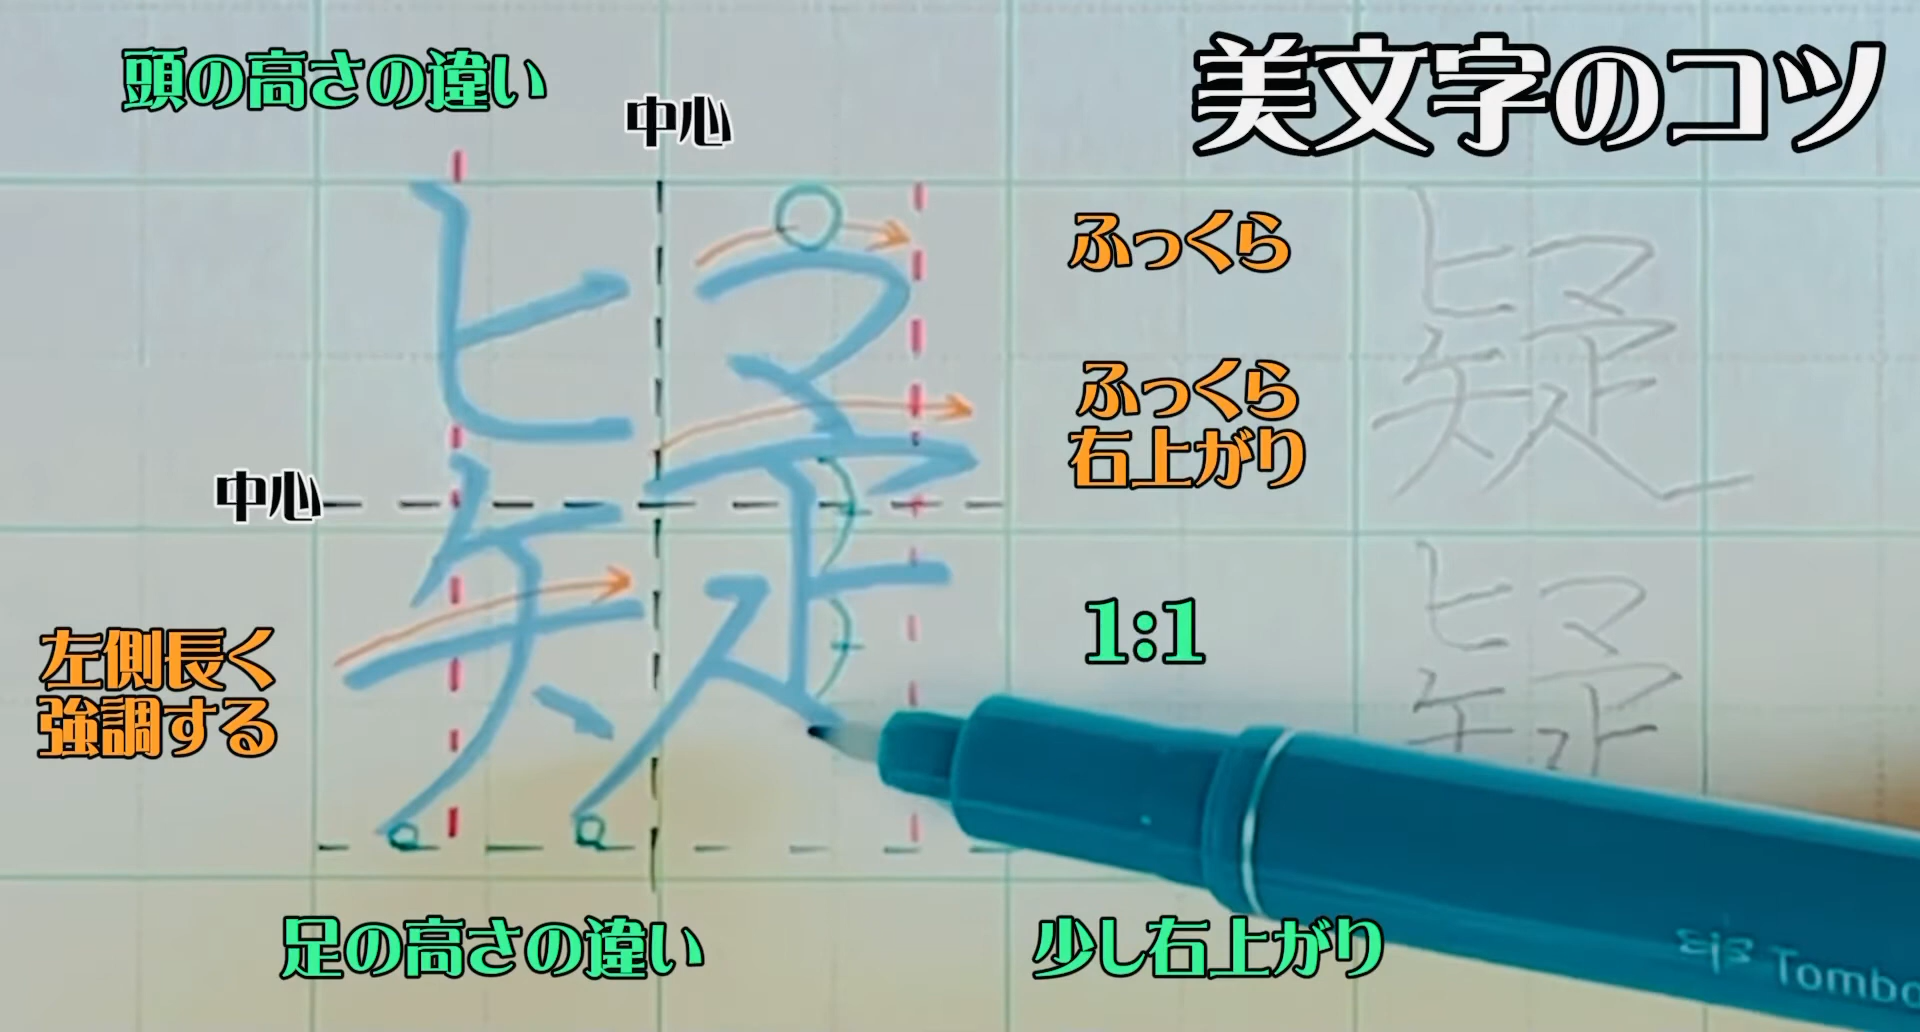 美文字のコツ
頭の高さの違い
中心
ふっくら
疑
疑
ふっくら
右上がり
中心
左側長く
強調する
1:1
足の高さの違い
少し右上がり
Tombo